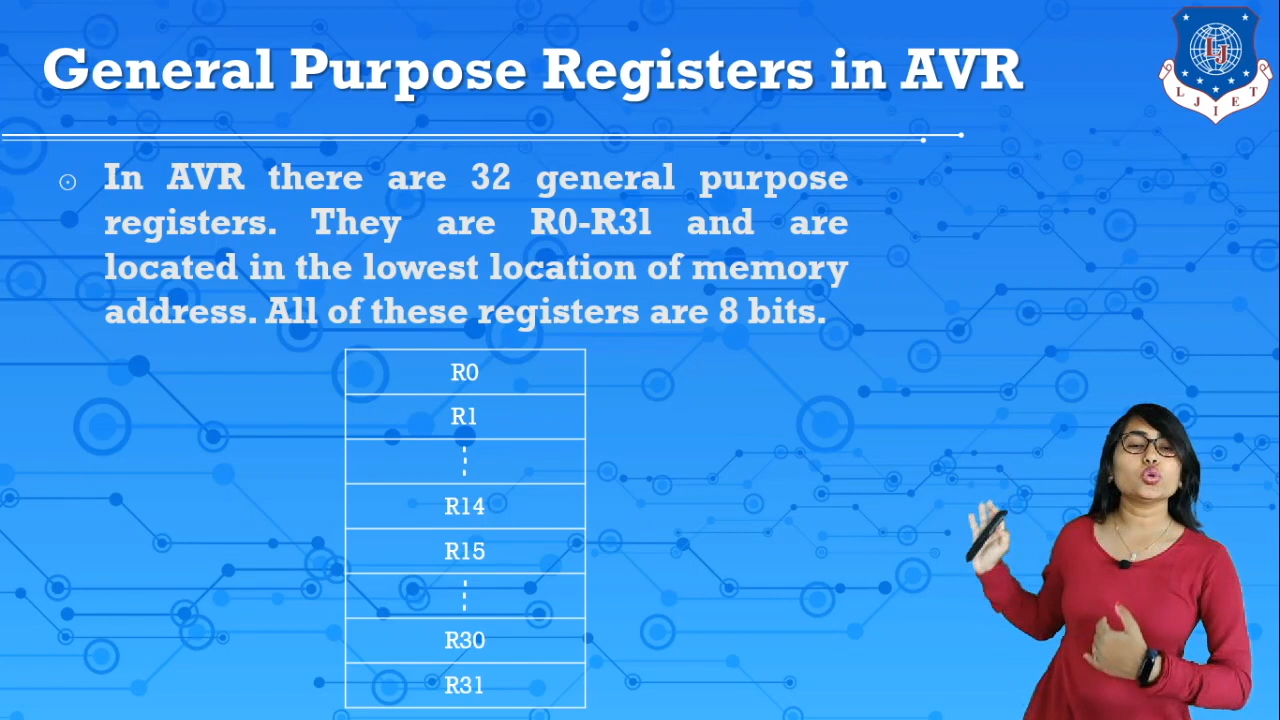 General Purpose Registers in AVR
In AVR there are 32 general purpose
registers. They are R0-R31 and are
located in the lowest location of memory
address. All of these registers are 8 bits.
R0
R1
R14
R15
R30
R31
LJ
LJIET